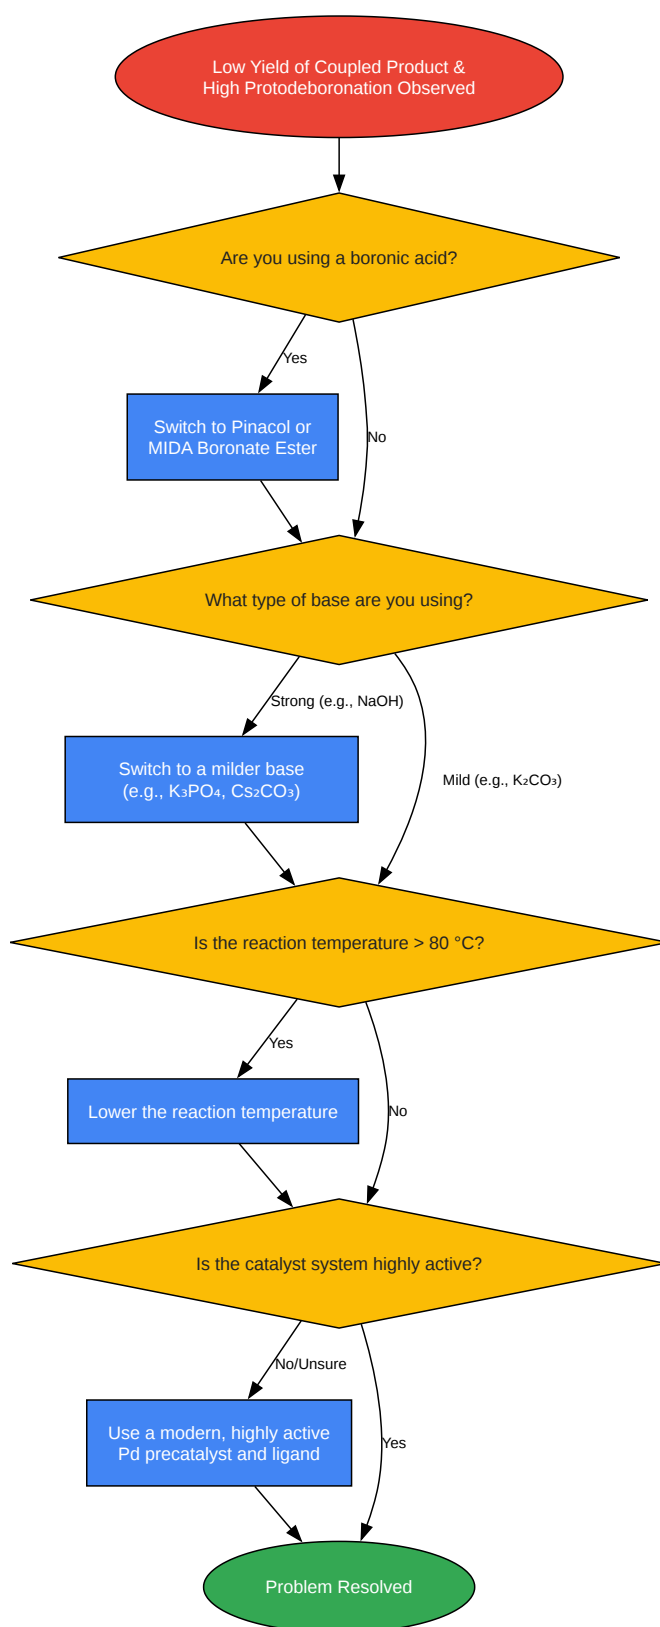 Low Yield of Coupled Product &
High Protodeboronation Observed
Are you using a boronic acid?
Yes
Switch to Pinacol or
MIDA Boronate Ester
No
What type of base are you using?
Strong (e.g., NaOH)
Switch to a milder base
(e.g., K₃PO₄, Cs₂CO₃)
Mild (e.g., K₂CO₃)
Is the reaction temperature > 80 °C?
Yes
Lower the reaction temperature
No
Is the catalyst system highly active?
No/Unsure
Use a modern, highly active
Pd precatalyst and ligand
Yes
Problem Resolved